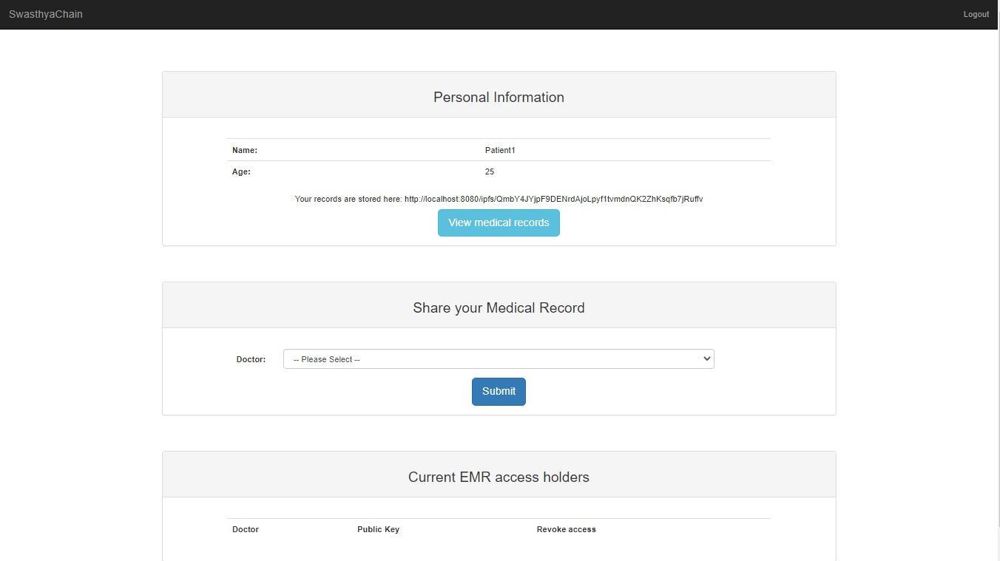 SwasthyaChain
Logout
Personal Information
Name: Patient1
Age: 25
Your records are stored here: http://localhost:8080/ipfs/QmbY4JYjpF9DENrdAjoLpyf1tvmdnQK2ZhKsqfb7jRuffv
View medical records
Share your Medical Record
Doctor: -- Please Select --
Submit
Current EMR access holders
Doctor Public Key Revoke access